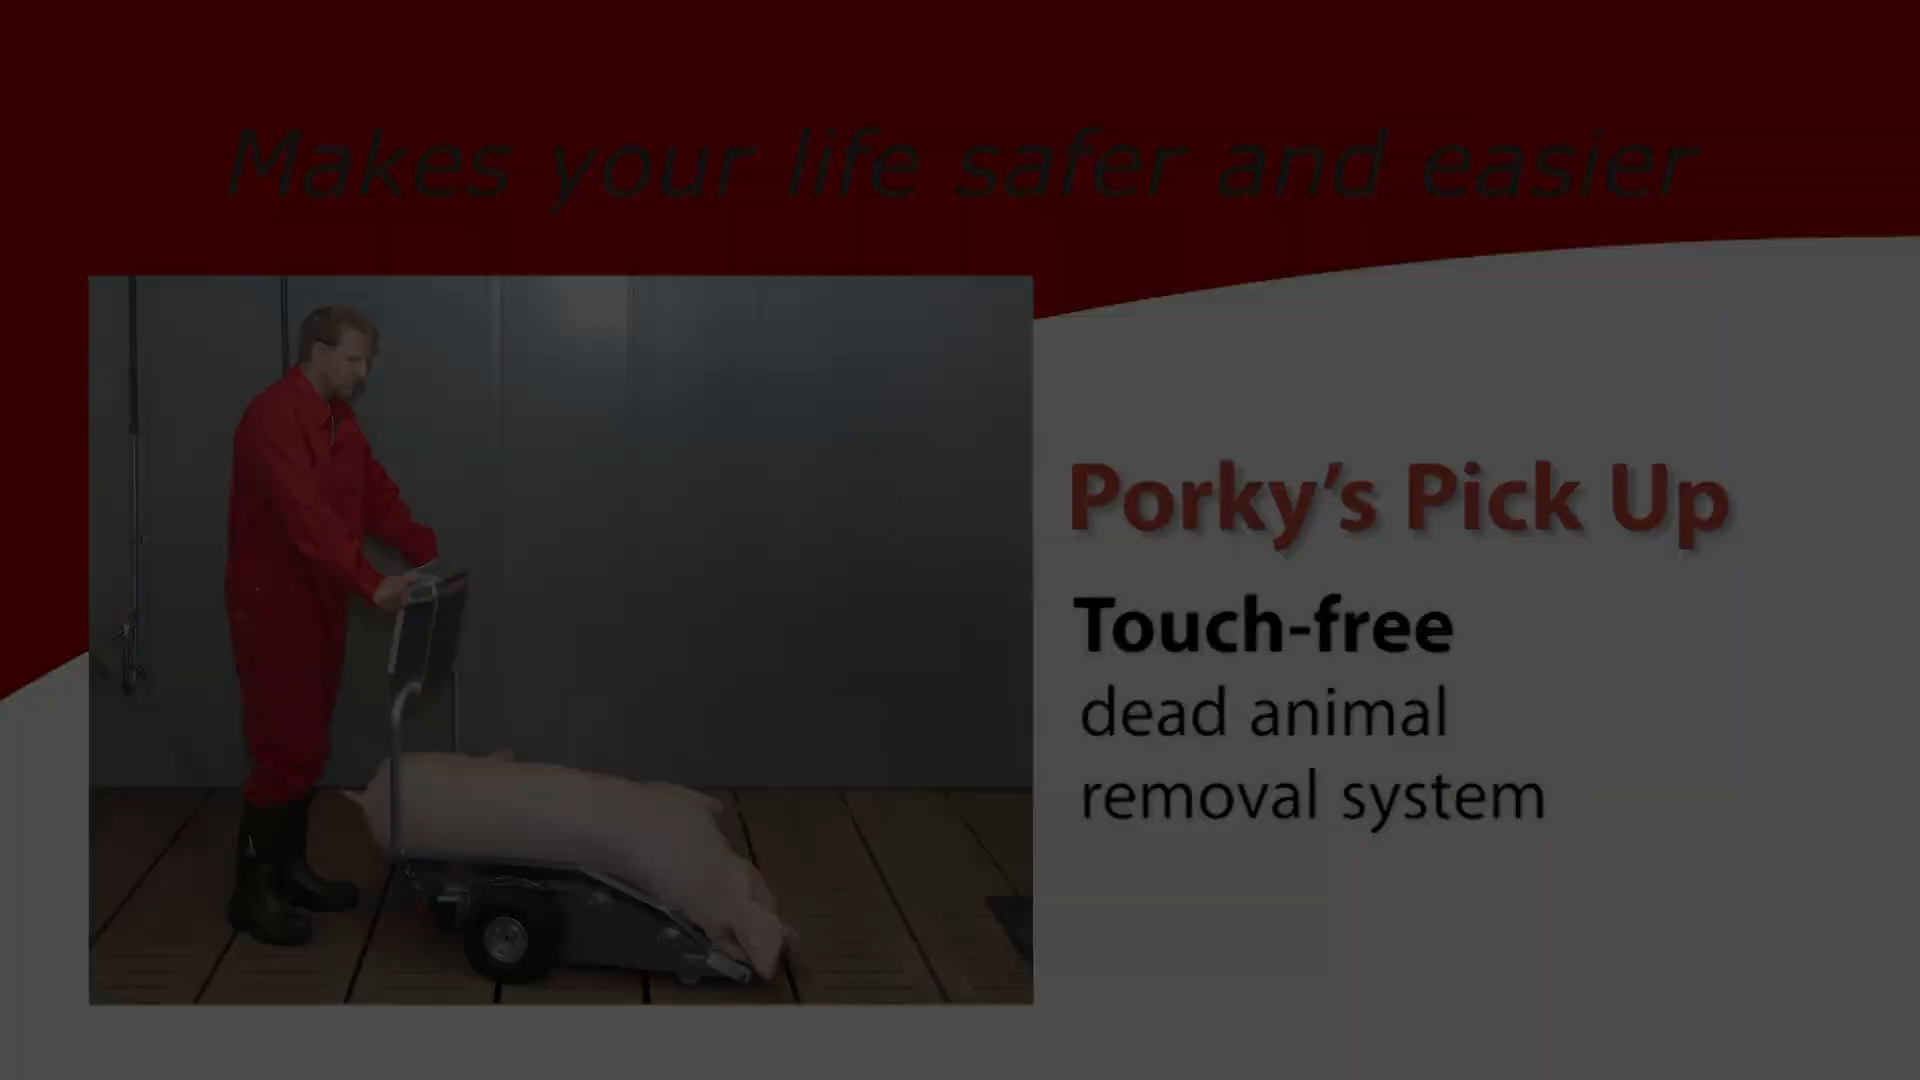 Makes your life safer and easier
Porky's Pick Up
Touch-free
dead animal
removal system